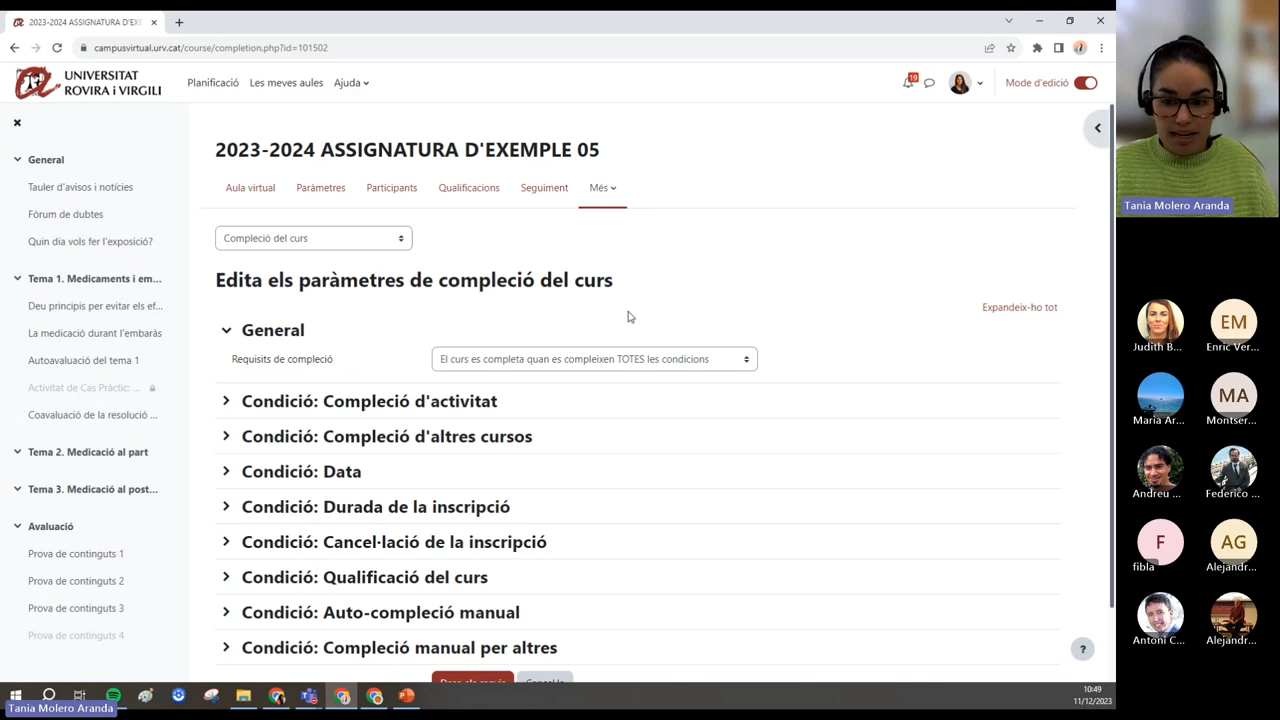 2023-2024 ASSIGNATURA D'EX
campusvirtual.urv.cat/course/completion.php?id=101502
UNIVERSITAT
ROVIRA i VIRGILI
Planificació
Les meves aules
Ajuda
19
Mode d'edició
General
Tauler d'avisos i notícies
Fòrum de dubtes
Quin dia vols fer l'exposició?
Tema 1. Medicaments i em...
Deu principis per evitar els ef...
La medicació durant l'embaràs
Autoavaluació del tema 1
Activitat de Cas Pràctic: ...
Coavaluació de la resolució ...
Tema 2. Medicació al part
Tema 3. Medicació al post...
Avaluació
Prova de continguts 1
Prova de continguts 2
Prova de continguts 3
Prova de continguts 4
2023-2024 ASSIGNATURA D'EXEMPLE 05
Aula virtual
Paràmetres
Participants
Qualificacions
Seguiment
Més
Compleció del curs
Edita els paràmetres de compleció del curs
Expandeix-ho tot
General
Requisits de compleció
El curs es completa quan es compleixen TOTES les condicions
Condició: Compleció d'activitat
Condició: Compleció d'altres cursos
Condició: Data
Condició: Durada de la inscripció
Condició: Cancel·lació de la inscripció
Condició: Qualificació del curs
Condició: Auto-compleció manual
Condició: Compleció manual per altres
?
10:49
11/12/2023
Tania Molero Aranda
Tania Molero Aranda
Judith B...
EM
Enric Ver...
Maria Ar...
MA
Montser...
Andreu ...
Federico ...
F
fibla
AG
Alejandr...
Antoni C...
Alejandr...